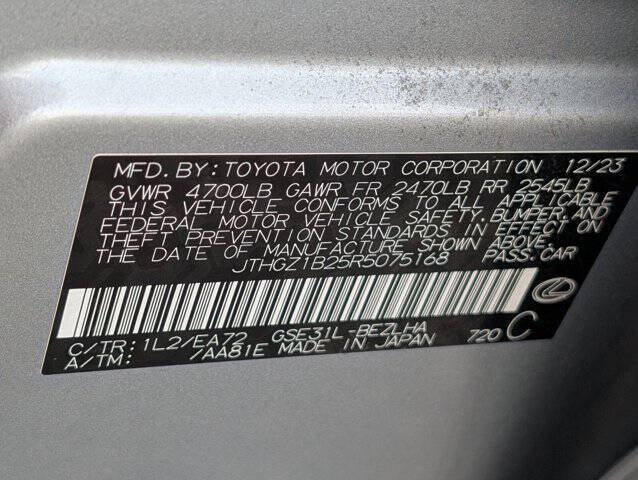 MFD. BY: TOYOTA MOTOR CORPORATION 12/23
GVWR 4700LB GAWR FR 2470LB RR 2545LB
THIS VEHICLE CONFORMS TO ALL APPLICABLE
FEDERAL MOTOR VEHICLE SAFETY, BUMPER, AND
THEFT PREVENTION STANDARDS IN EFFECT ON
THE DATE OF MANUFACTURE SHOWN ABOVE.
JTHGZ1B25R5075168 PASS. CAR
C/TR: 1L2/EA72 GSE31L-BEZLHA 720 C
A/TM: 7AA81E MADE IN JAPAN